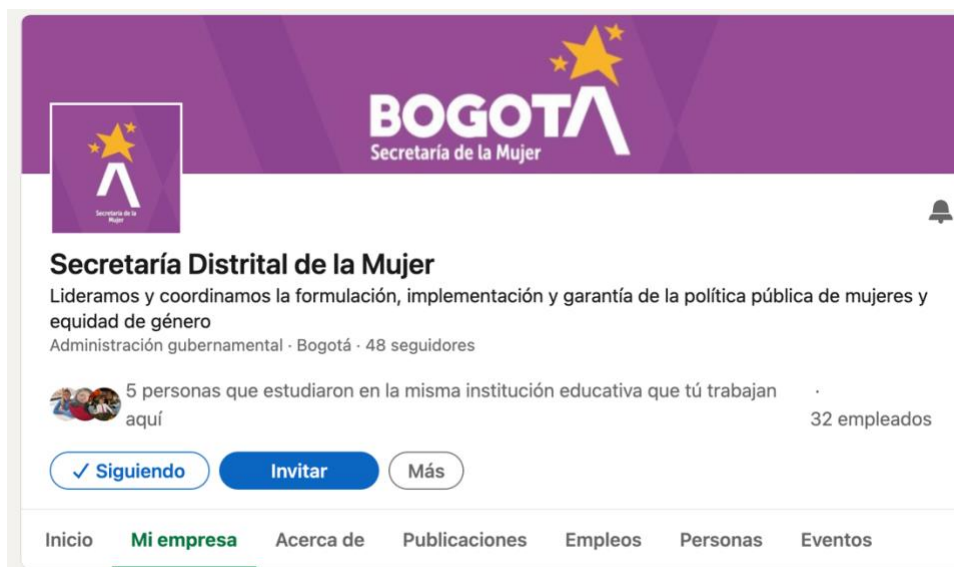 BOGOTÁ
Secretaría de la Mujer
Secretaría de la
Mujer
Secretaría Distrital de la Mujer
Lideramos y coordinamos la formulación, implementación y garantía de la política pública de mujeres y
equidad de género
Administración gubernamental · Bogotá · 48 seguidores
5 personas que estudiaron en la misma institución educativa que tú trabajan
aquí
·
32 empleados
✓ Siguiendo
Invitar
Más
Inicio
Mi empresa
Acerca de
Publicaciones
Empleos
Personas
Eventos